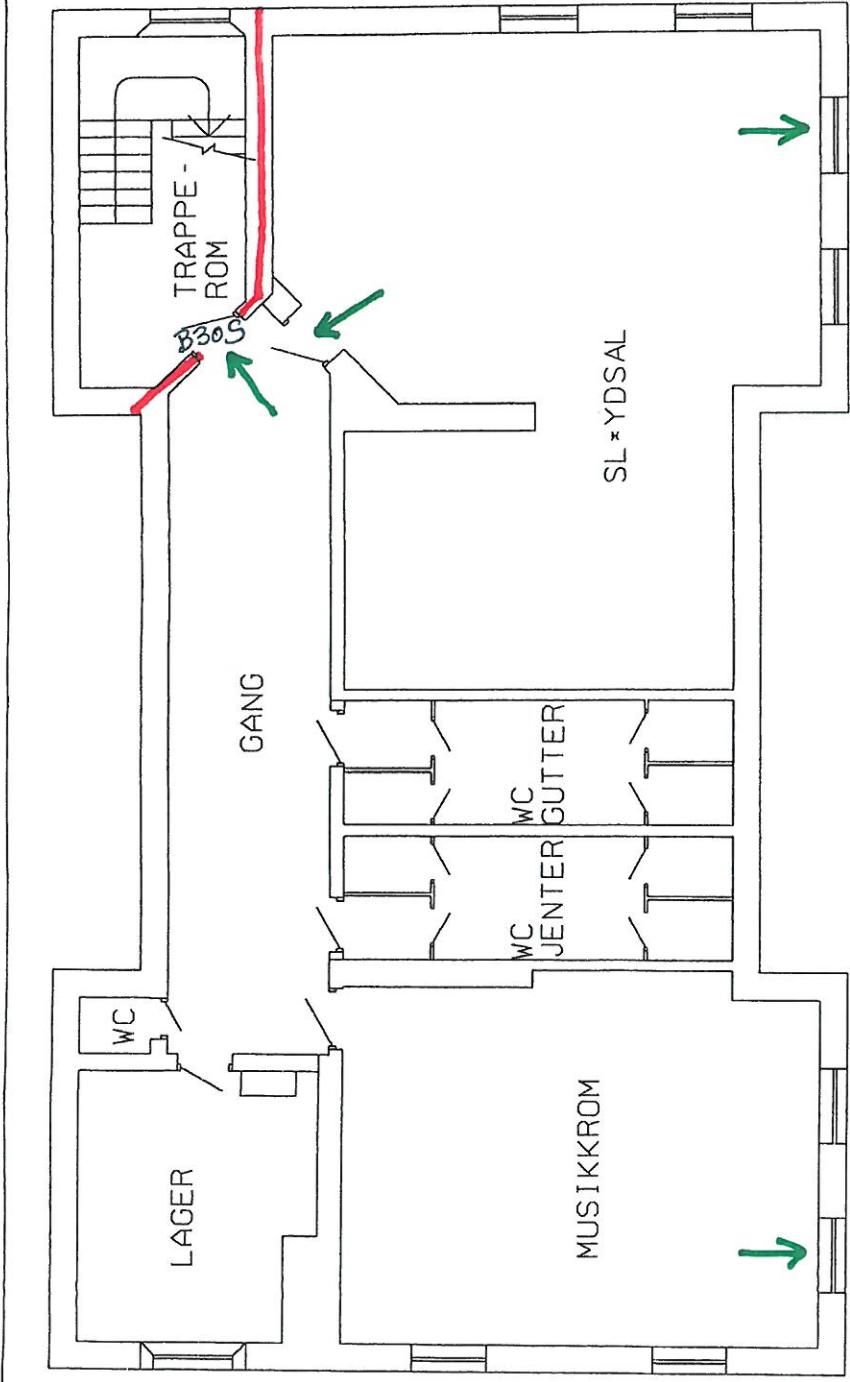 TRAPPE-
ROM
B30S
SL*YDSAL
GANG
WC
GUTTER
WC
JENTER
WC
LAGER
MUSIKKROM